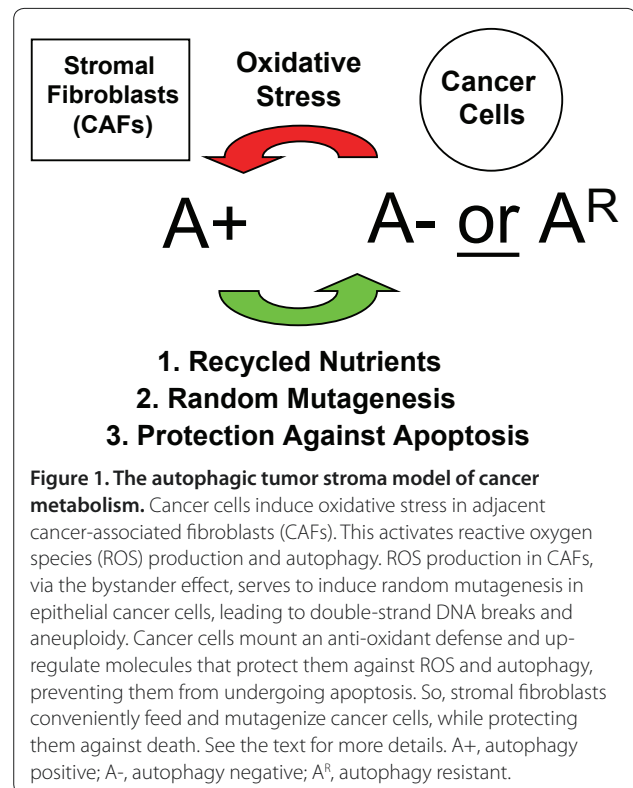 Stromal
Fibroblasts
(CAFs)
Oxidative
Stress
Cancer
Cells
A+
A- or Aᴿ
1. Recycled Nutrients
2. Random Mutagenesis
3. Protection Against Apoptosis
Figure 1. The autophagic tumor stroma model of cancer
metabolism. Cancer cells induce oxidative stress in adjacent
cancer-associated fibroblasts (CAFs). This activates reactive oxygen
species (ROS) production and autophagy. ROS production in CAFs,
via the bystander effect, serves to induce random mutagenesis in
epithelial cancer cells, leading to double-strand DNA breaks and
aneuploidy. Cancer cells mount an anti-oxidant defense and up-
regulate molecules that protect them against ROS and autophagy,
preventing them from undergoing apoptosis. So, stromal fibroblasts
conveniently feed and mutagenize cancer cells, while protecting
them against death. See the text for more details. A+, autophagy
positive; A-, autophagy negative; Aᴿ, autophagy resistant.